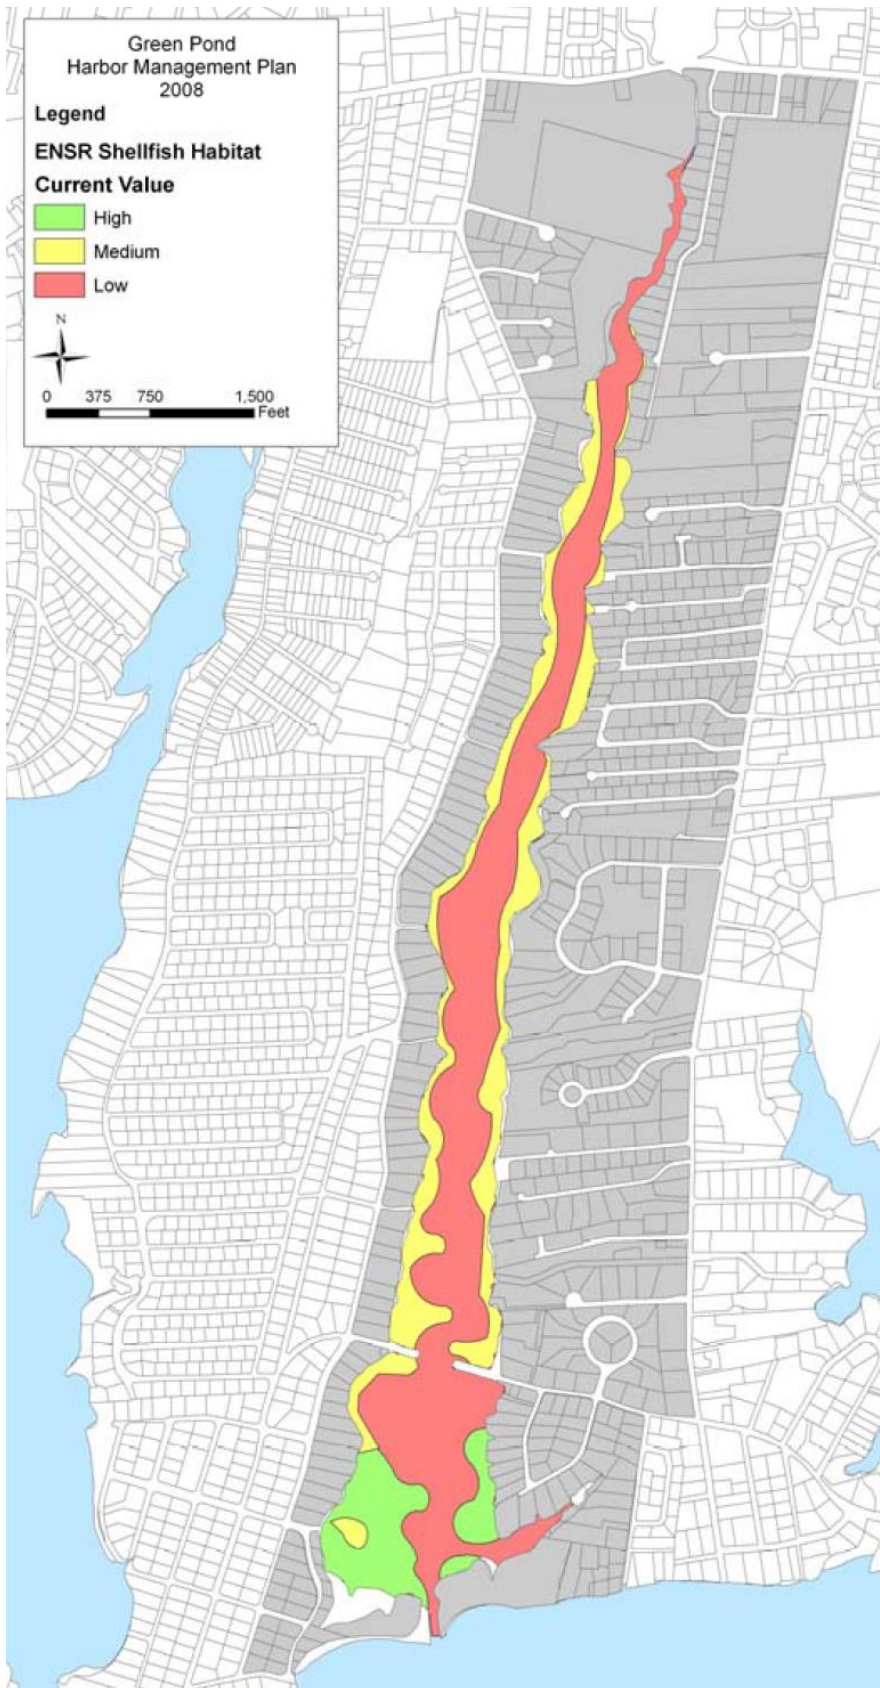 Green Pond
Harbor Management Plan
2008
Legend
ENSR Shellfish Habitat
Current Value
High
Medium
Low
N
0 375 750 1,500
Feet